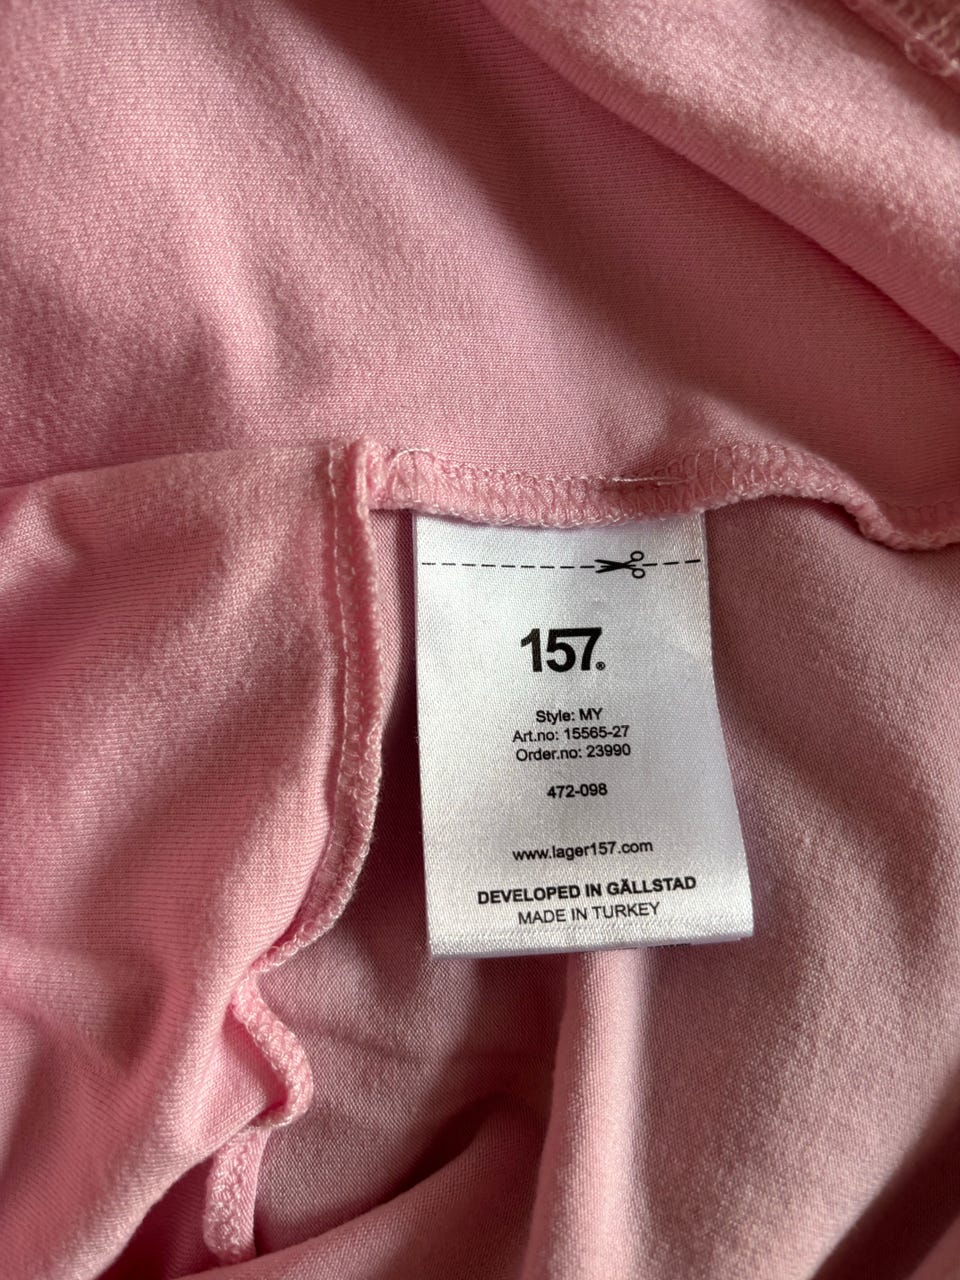 157®
Style: MY
Art.no: 15565-27
Order.no: 23990
472-098
www.lager157.com
DEVELOPED IN GÄLLSTAD
MADE IN TURKEY